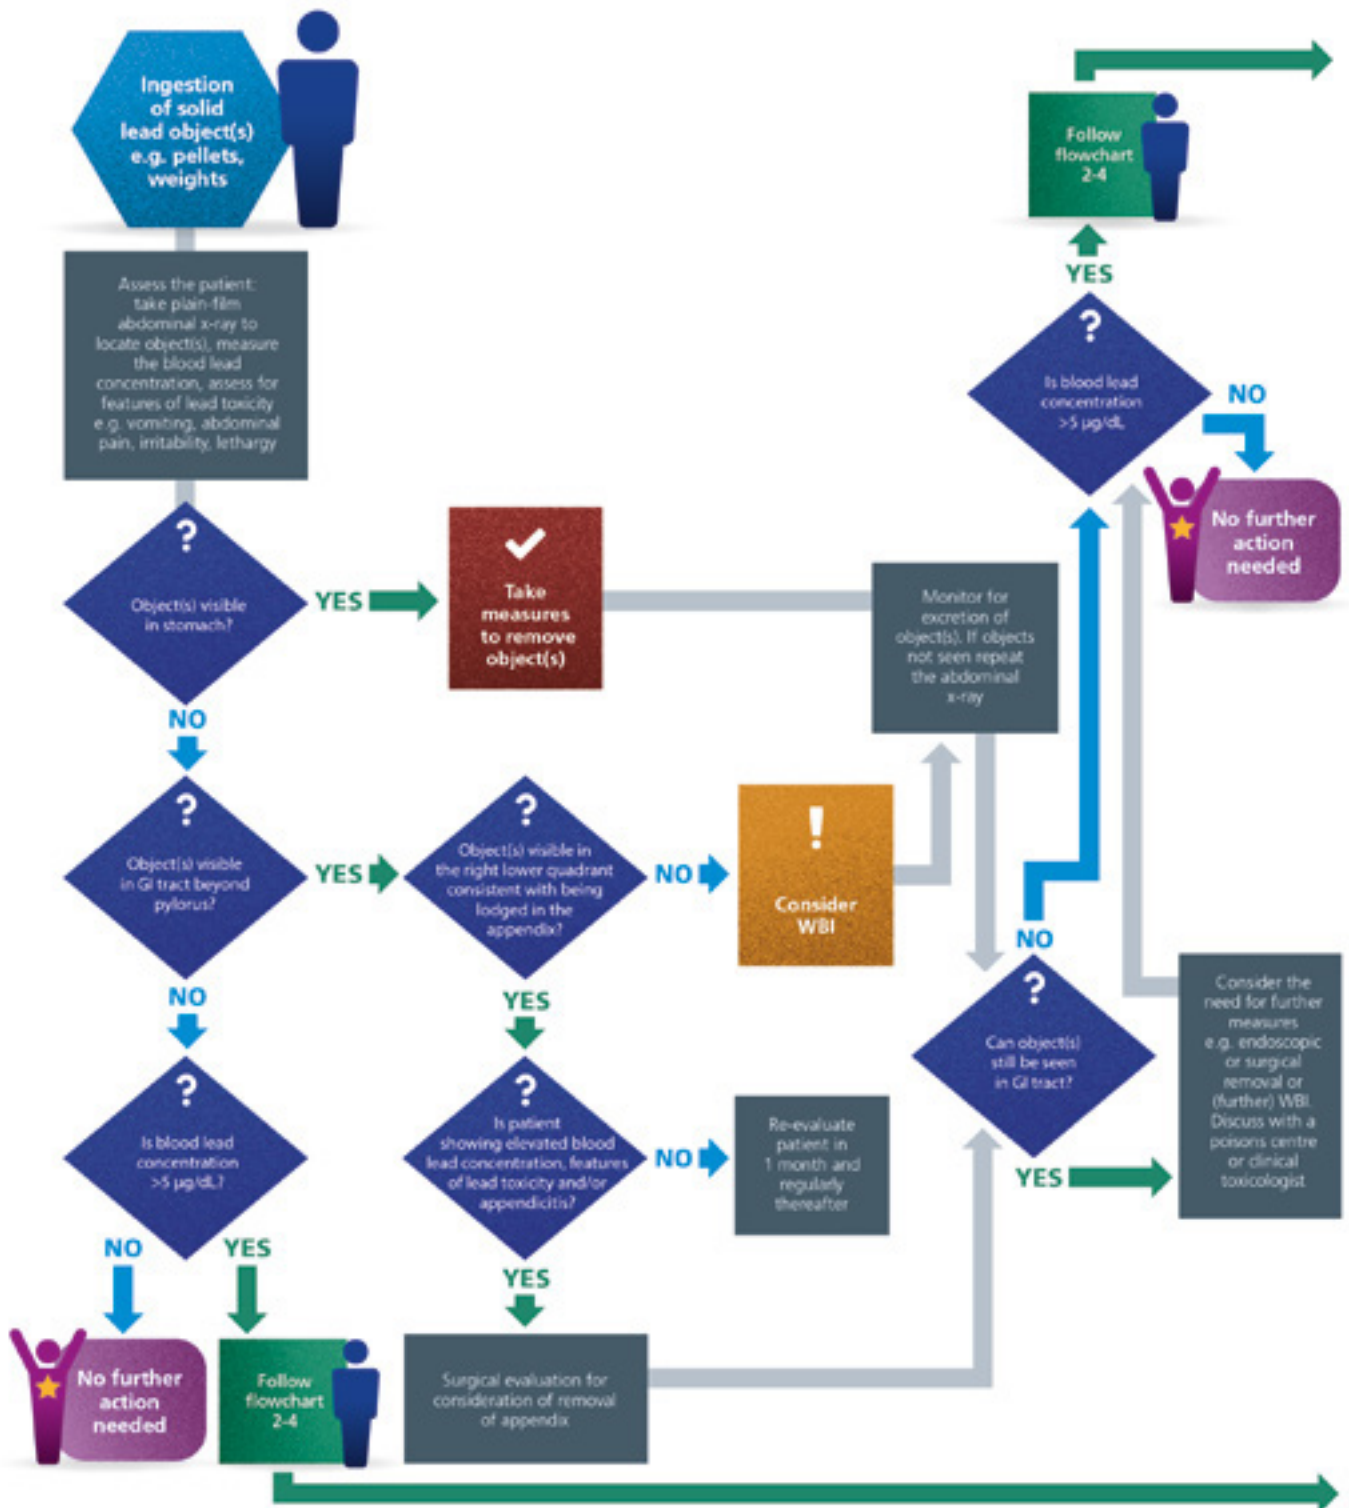 Ingestion
of solid
lead object(s)
e.g. pellets,
weights
Assess the patient:
take plain-film
abdominal x-ray to
locate object(s), measure
the blood lead
concentration, assess for
features of lead toxicity
e.g. vomiting, abdominal
pain, irritability, lethargy
?
Object(s) visible
in stomach?
YES
Take
measures
to remove
object(s)
Monitor for
excretion of
object(s). If objects
not seen repeat
the abdominal
x-ray
NO
?
Object(s) visible
in GI tract beyond
pylorus?
YES
?
Object(s) visible in
the right lower quadrant
consistent with being
lodged in the
appendix?
NO
!
Consider
WBI
NO
?
Is blood lead
concentration
>5 µg/dL?
NO
No further
action
needed
YES
Follow
flowchart
2-4
YES
?
Is patient
showing elevated blood
lead concentration, features
of lead toxicity and/or
appendicitis?
NO
Re-evaluate
patient in
1 month and
regularly
thereafter
YES
Surgical evaluation for
consideration of removal
of appendix
?
Can object(s)
still be seen
in GI tract?
YES
Consider the
need for further
measures
e.g. endoscopic
or surgical
removal or
(further) WBI.
Discuss with a
poisons centre
or clinical
toxicologist
NO
?
Is blood lead
concentration
>5 µg/dL
NO
No further
action
needed
YES
Follow
flowchart
2-4